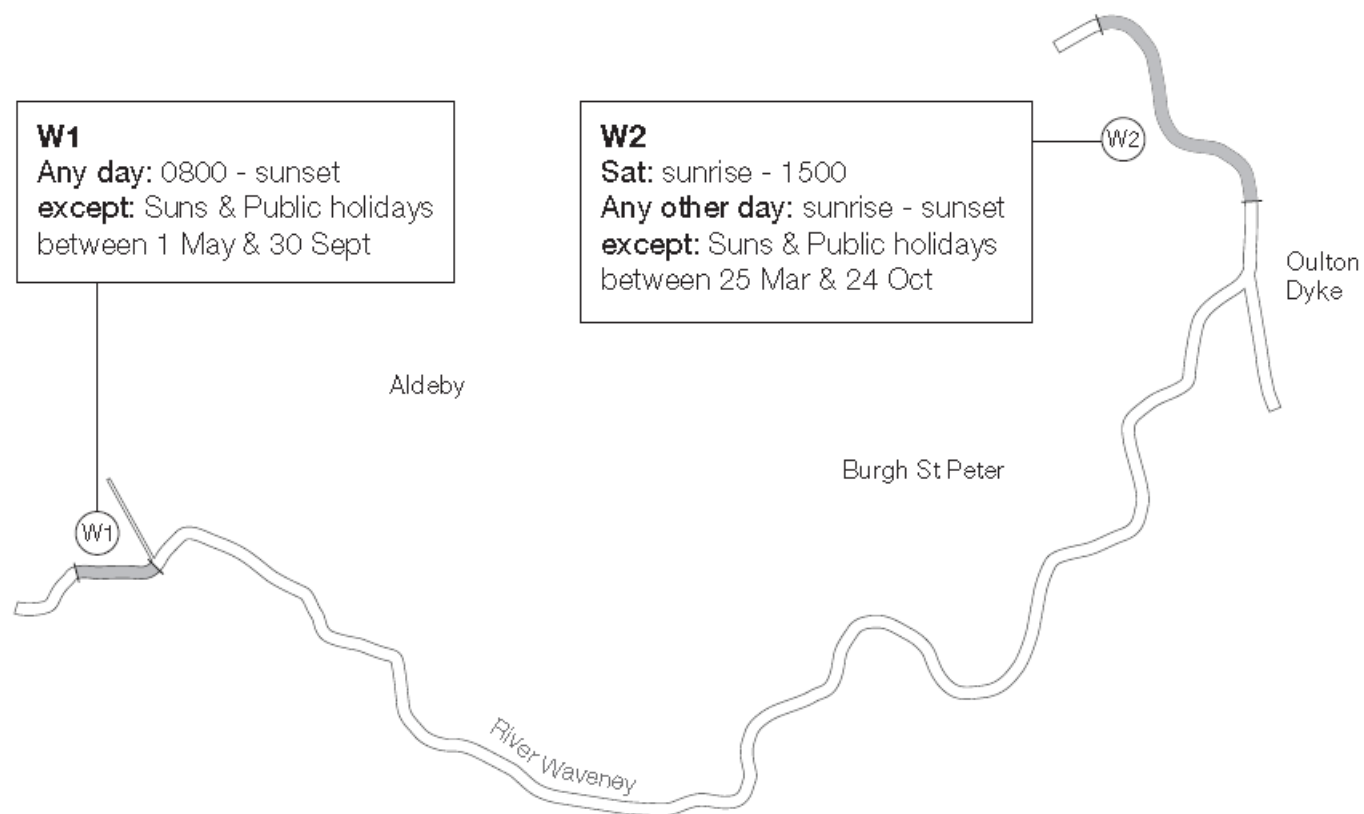 W1
Any day: 0800 - sunset
except: Suns & Public holidays
between 1 May & 30 Sept
W2
Sat: sunrise - 1500
Any other day: sunrise - sunset
except: Suns & Public holidays
between 25 Mar & 24 Oct
W2
Oulton
Dyke
Aldeby
Burgh St Peter
W1
River Waveney